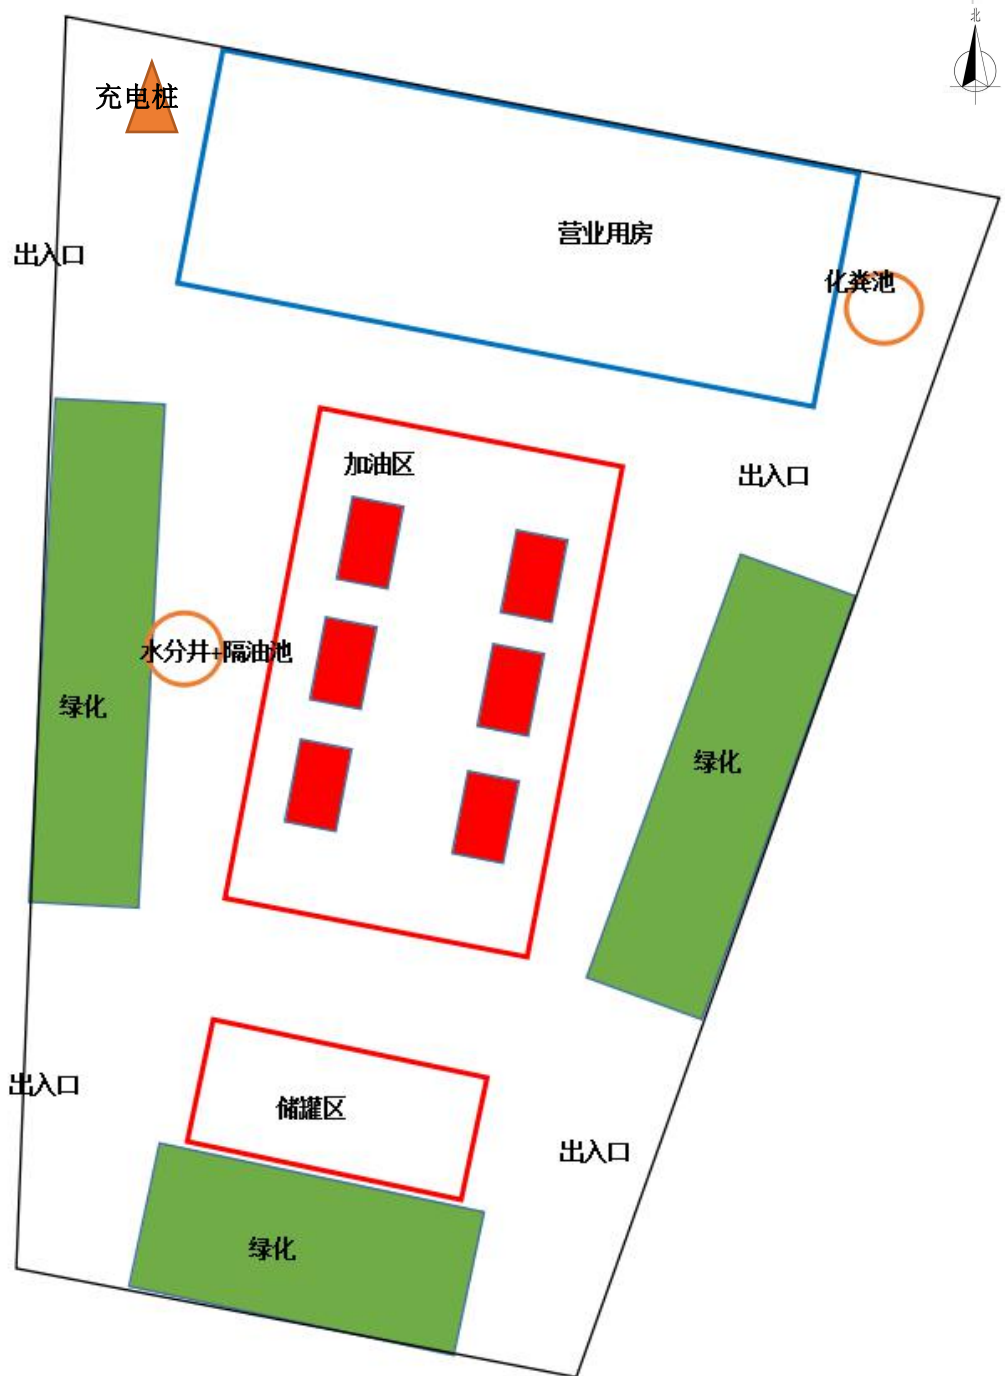 北
充电桩
营业用房
出入口
化粪池
加油区
出入口
水分井+隔油池
绿化
绿化
出入口
储罐区
出入口
绿化